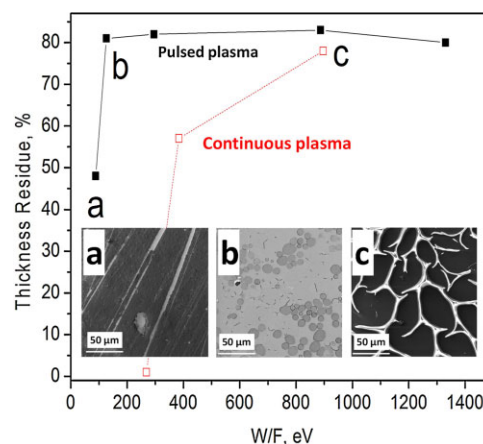 80
70
60
50
40
30
20
10
0
Thickness Residue, %
Pulsed plasma
Continuous plasma
a
b
c
a
50 µm
b
50 µm
c
50 µm
0
200
400
600
800
1000
1200
1400
W/F, eV